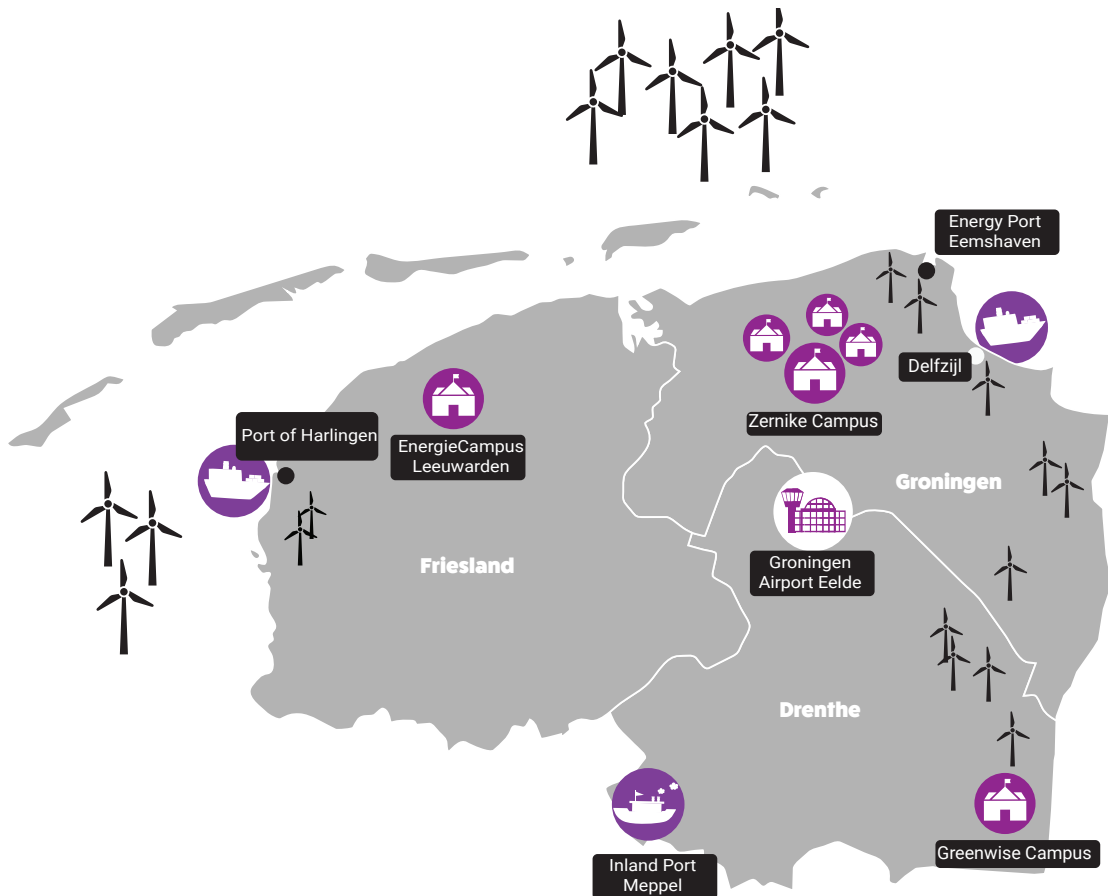 Energy Port
Eemshaven
Delfzijl
Zernike Campus
Port of Harlingen
EnergieCampus
Leeuwarden
Groningen
Groningen
Airport Eelde
Friesland
Drenthe
Greenwise Campus
Inland Port
Meppel